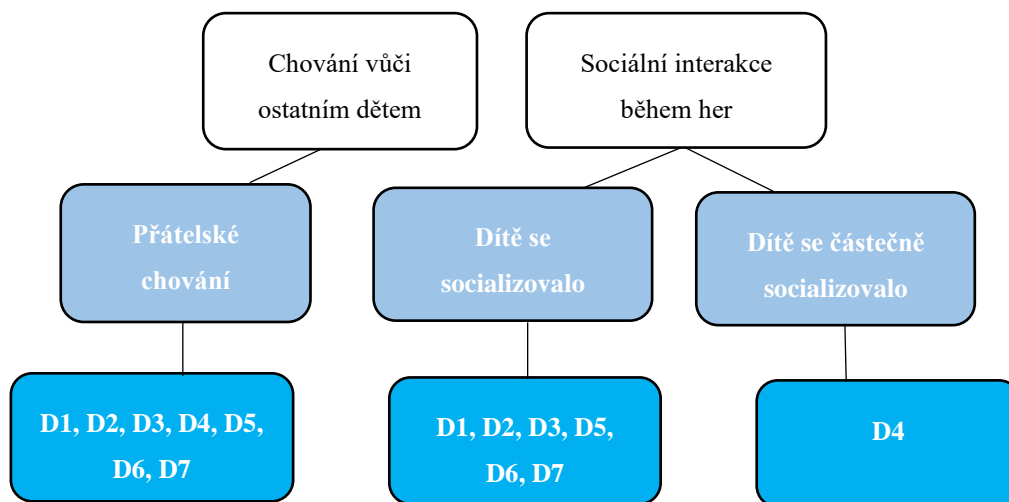 Chování vůči
ostatním dětem
Sociální interakce
během her
Přátelské
chování
Dítě se
socializovalo
Dítě se částečně
socializovalo
D1, D2, D3, D4, D5,
D6, D7
D1, D2, D3, D5,
D6, D7
D4